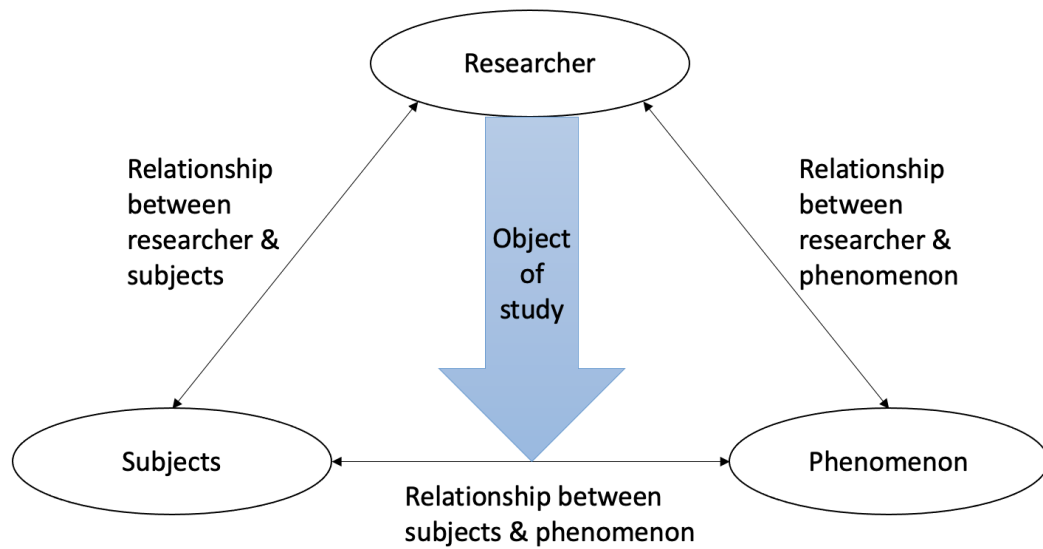 Researcher
Relationship
between
researcher &
subjects
Object
of
study
Relationship
between
researcher &
phenomenon
Subjects
Phenomenon
Relationship between
subjects & phenomenon